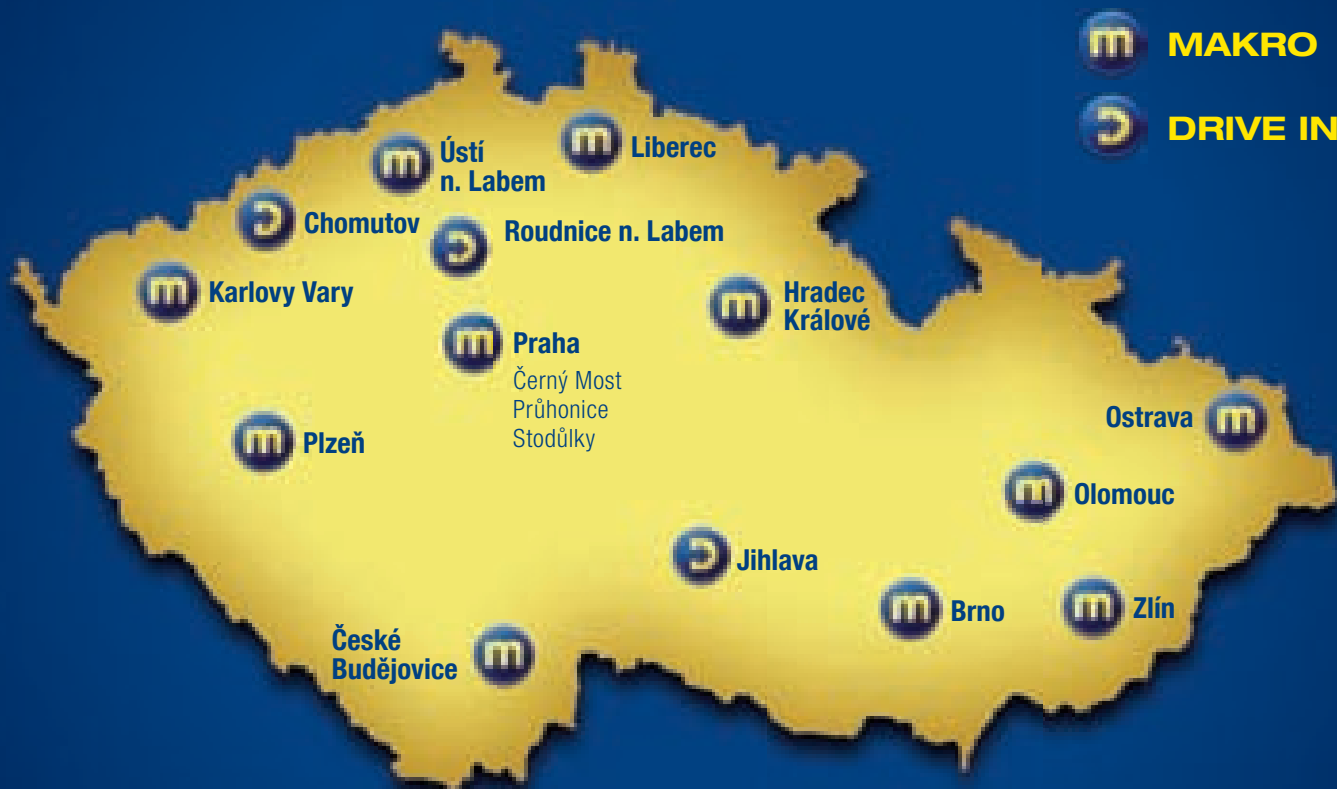 MAKRO
DRIVE IN
Ústí
n. Labem
Liberec
Chomutov
Roudnice n. Labem
Karlovy Vary
Hradec
Králové
Praha
Černý Most
Průhonice
Stodůlky
Plzeň
Ostrava
Olomouc
Jihlava
Brno
Zlín
České
Budějovice